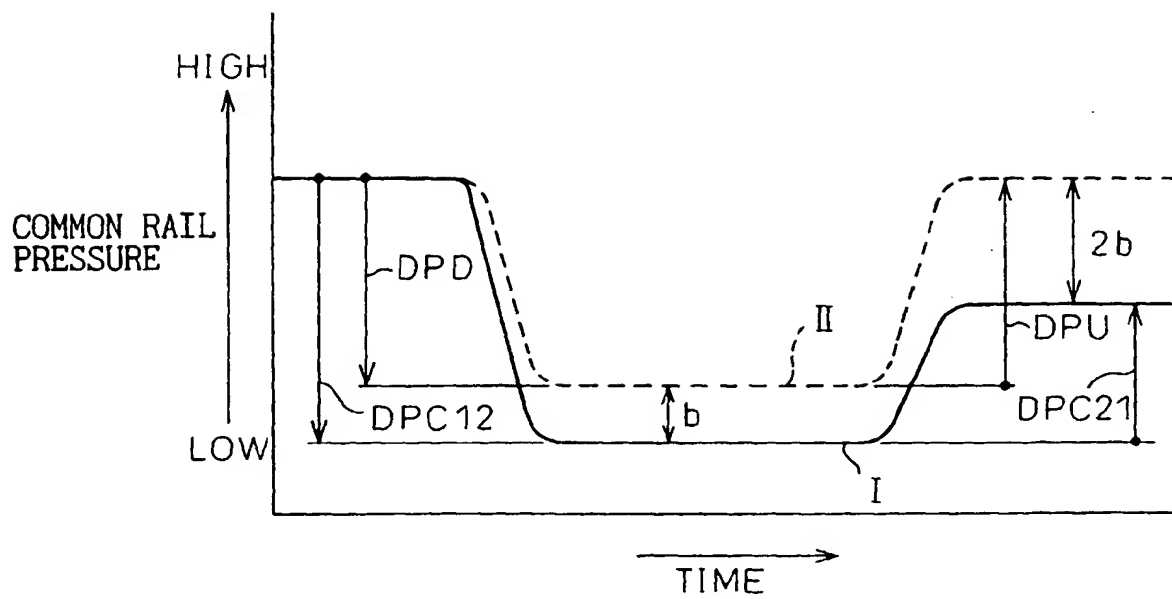 HIGH
COMMON RAIL
PRESSURE
LOW
DPD
DPC12
b
II
I
2b
DPU
DPC21
TIME